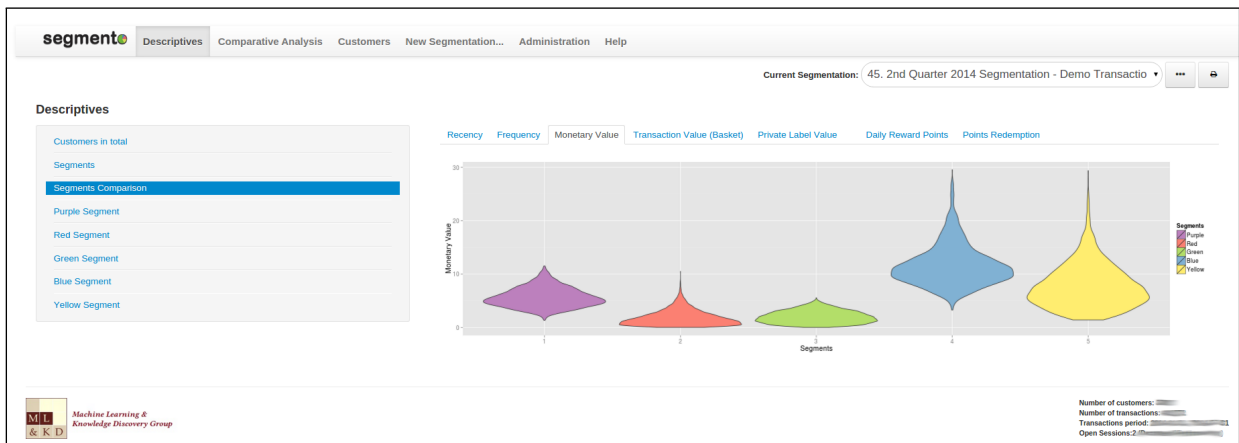 segmento Descriptives Comparative Analysis Customers New Segmentation... Administration Help
Current Segmentation: 45. 2nd Quarter 2014 Segmentation - Demo Transactio
Descriptives
Customers in total
Segments
Segments Comparison
Purple Segment
Red Segment
Green Segment
Blue Segment
Yellow Segment
Recency Frequency Monetary Value Transaction Value (Basket) Private Label Value Daily Reward Points Points Redemption
Monetary Value
30
20
10
0
1 2 3 4 5
Segments
Segments
Purple
Red
Green
Blue
Yellow
M L
& K D
Machine Learning &
Knowledge Discovery Group
Number of customers:
Number of transactions:
Transactions period: 1
Open Sessions:2